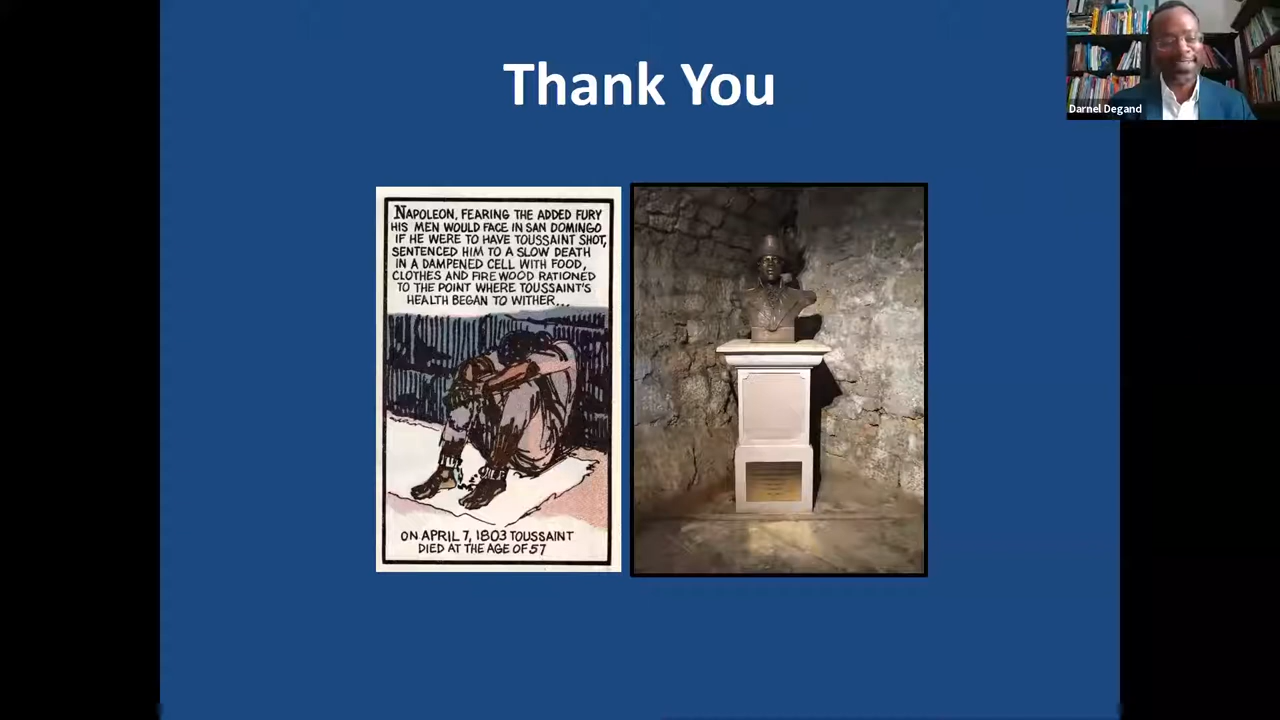 Thank You
Darnel Degand
NAPOLEON, FEARING THE ADDED FURY
HIS MEN WOULD FACE IN SAN DOMINGO
IF HE WERE TO HAVE TOUSSAINT SHOT,
SENTENCED HIM TO A SLOW DEATH
IN A DAMPENED CELL WITH FOOD,
CLOTHES AND FIREWOOD RATIONED
TO THE POINT WHERE TOUSSAINT'S
HEALTH BEGAN TO WITHER...
ON APRIL 7, 1803 TOUSSAINT
DIED AT THE AGE OF 57